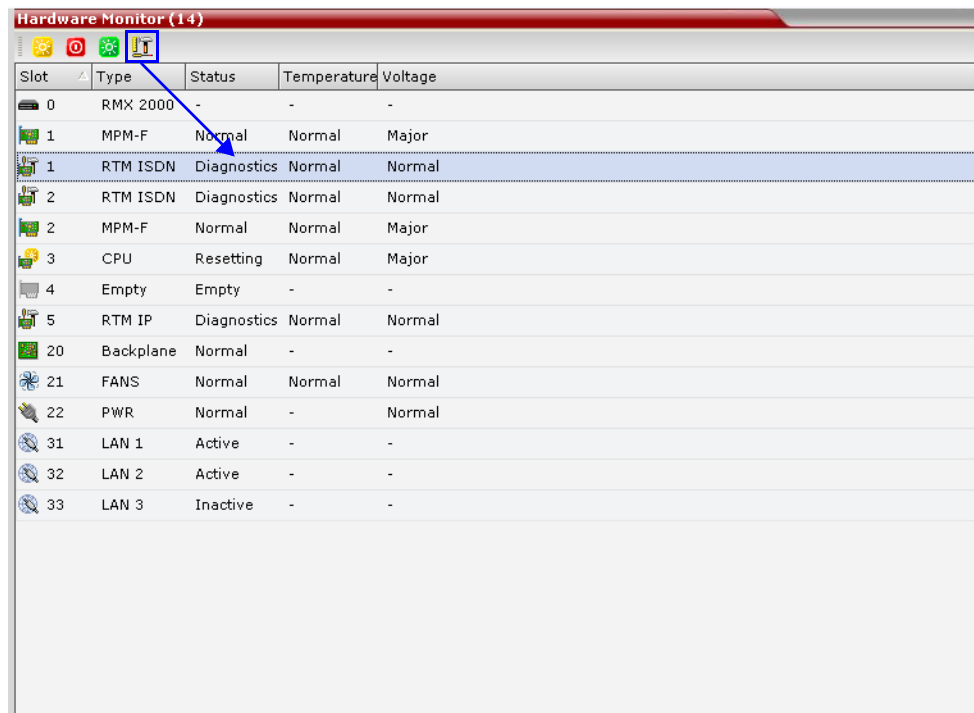 Hardware Monitor (14)
Slot Type Status Temperature Voltage
0 RMX 2000 - - -
1 MPM-F Normal Normal Major
1 RTM ISDN Diagnostics Normal Normal
2 RTM ISDN Diagnostics Normal Normal
2 MPM-F Normal Normal Major
3 CPU Resetting Normal Major
4 Empty Empty - -
5 RTM IP Diagnostics Normal Normal
20 Backplane Normal - -
21 FANS Normal Normal Normal
22 PWR Normal - Normal
31 LAN 1 Active - -
32 LAN 2 Active - -
33 LAN 3 Inactive - -